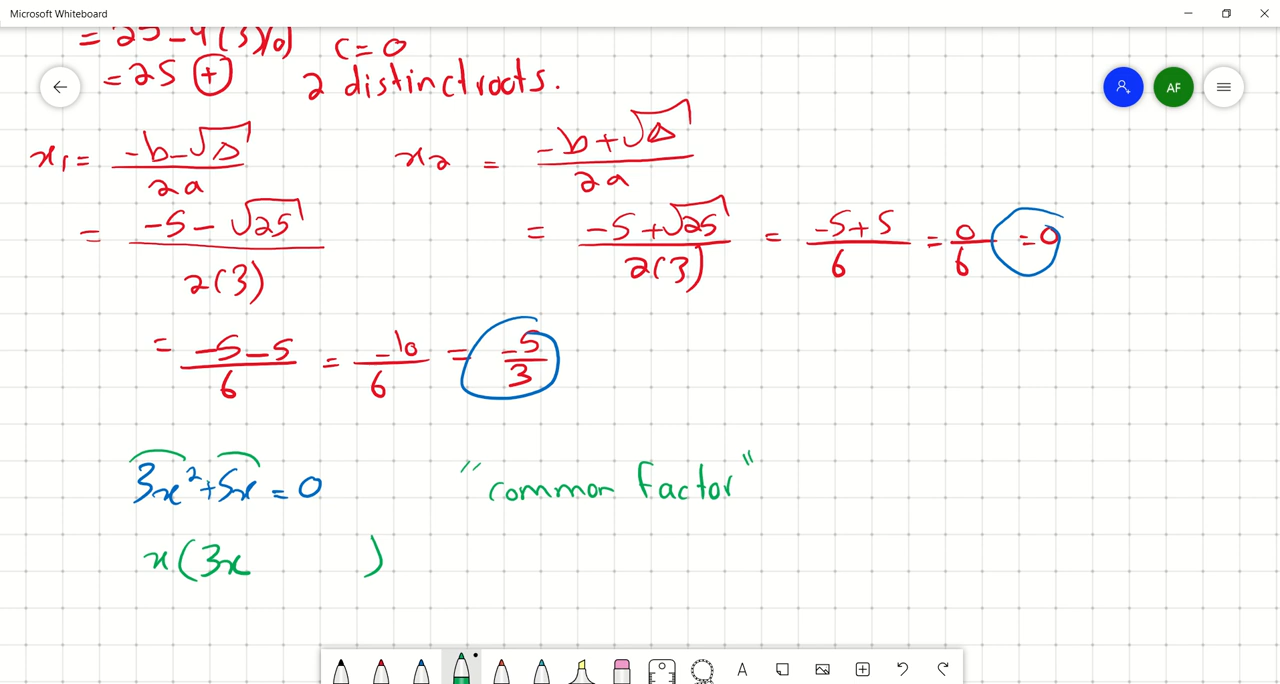 Microsoft Whiteboard
= 25 - 4(3)(0)
c = 0
= 25 +
2 distinct roots.
AF
x₁ = (-b - √Δ)/(2a)
x₂ = (-b + √Δ)/(2a)
= (-5 - √25)/(2(3))
= (-5 + √25)/(2(3)) = (-5 + 5)/6 = 0/6 = 0
= (-5 - 5)/6 = -10/6 = -5/3
3x² + 5x = 0
"common factor"
x(3x )
A